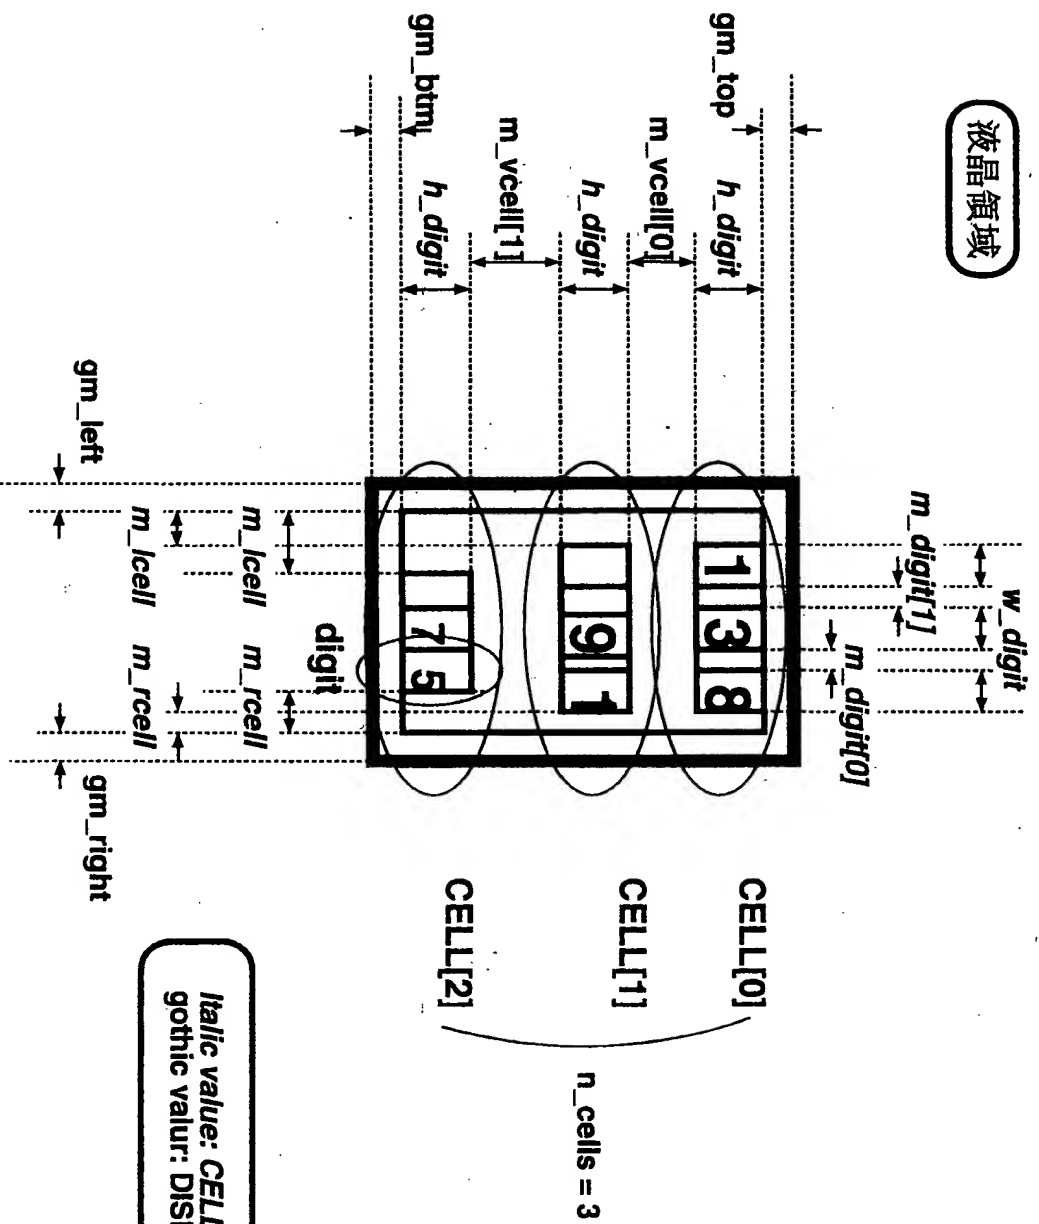 液晶領域
gm_top
h_digit
m_vcell[0]
h_digit
m_vcell[1]
h_digit
gm_btm
w_digit
m_digit[1]
m_digit[0]
1 3 8
9 1
7 5
digit
CELL[0]
CELL[1]
CELL[2]
n_cells = 3
m_lcell
m_rcell
m_lcell
m_rcell
gm_left
gm_right
Italic value: CELL
gothic valur: